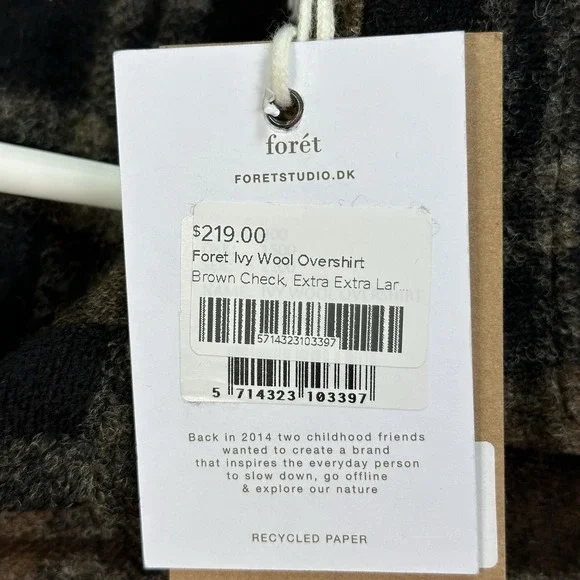 forét
FORETSTUDIO.DK
$219.00
Foret Ivy Wool Overshirt
Brown Check, Extra Extra Lar...
5714323103397
5 714323 103397
Back in 2014 two childhood friends
wanted to create a brand
that inspires the everyday person
to slow down, go offline
& explore our nature
RECYCLED PAPER